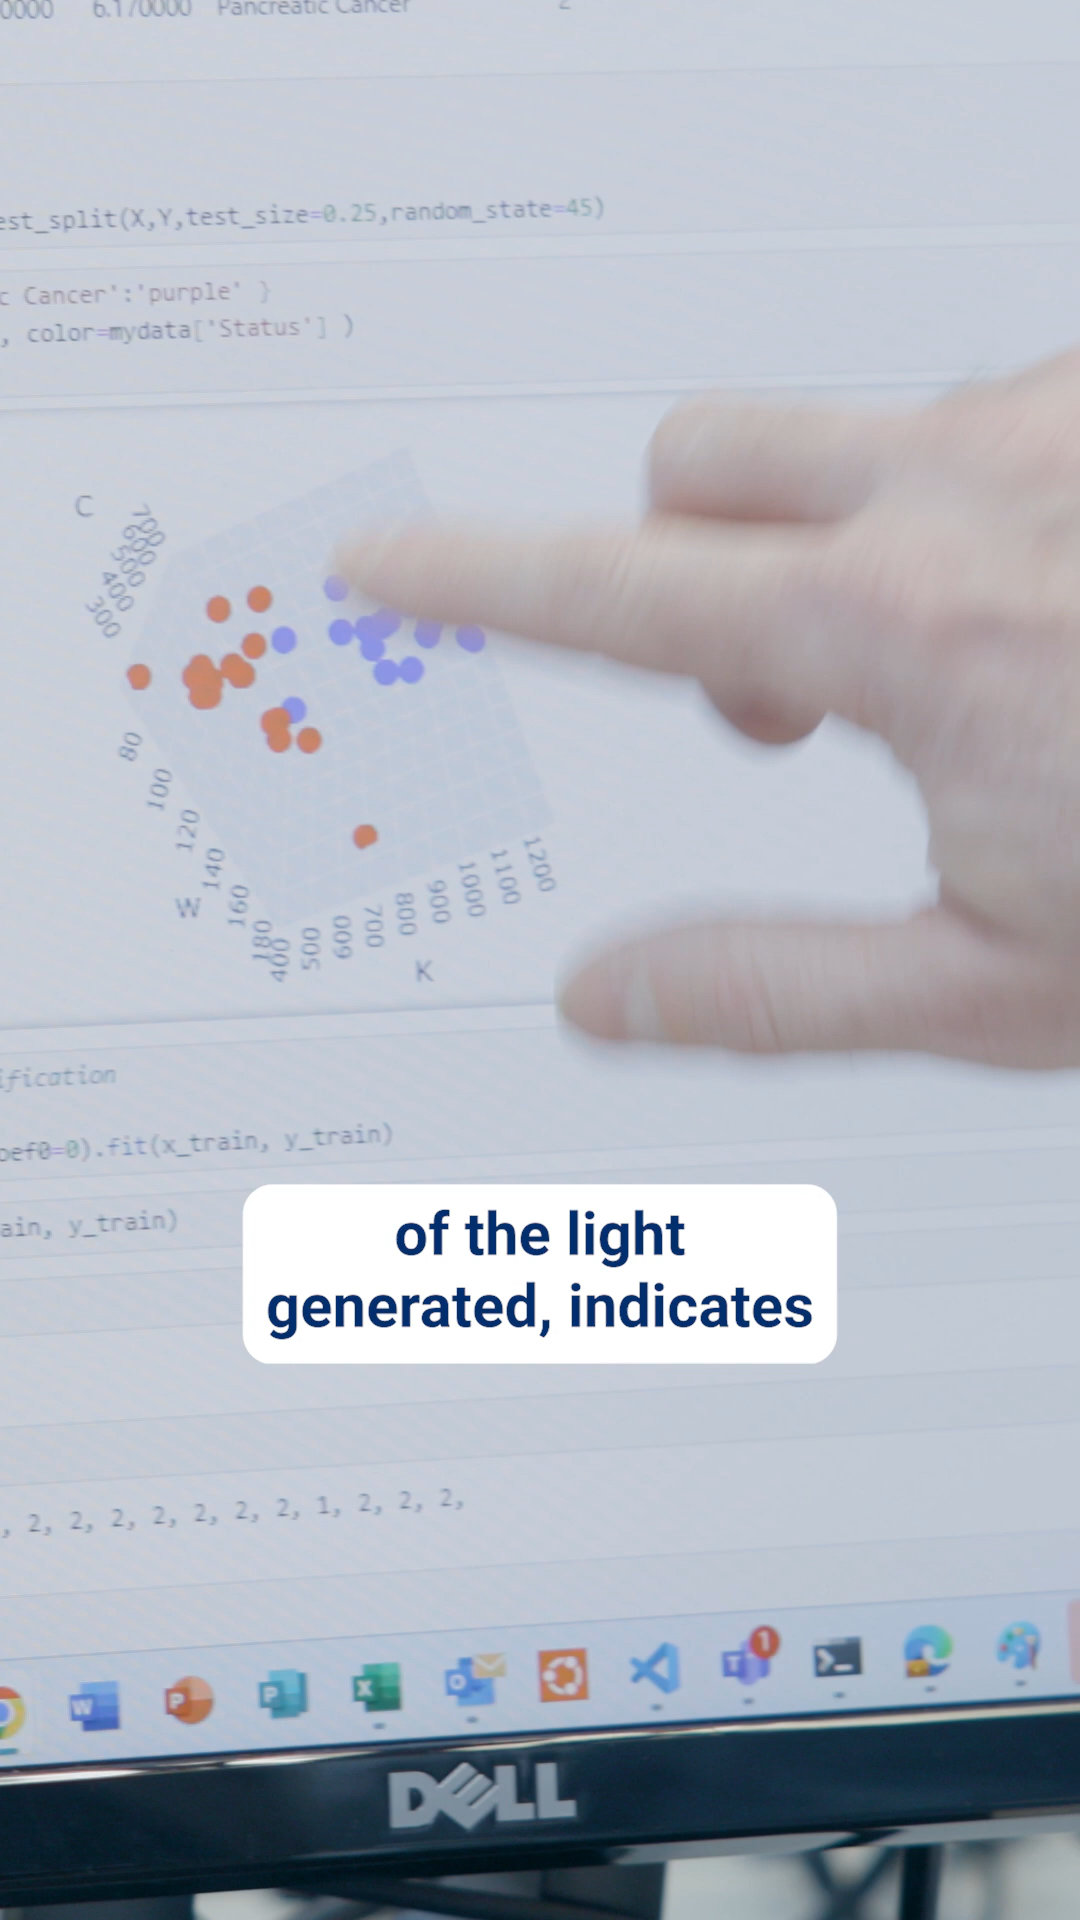 0000 6.170000 Pancreatic Cancer 2
est_split(X,Y,test_size=0.25,random_state=45)
c Cancer':'purple' }
, color=mydata['Status'] )
C
700
600
500
400
300
80
100
120
140
160
180
W
400
500
600
700
800
900
1000
1100
1200
K
ification
oef0=0).fit(x_train, y_train)
ain, y_train)
of the light
generated, indicates
, 2, 2, 2, 2, 2, 2, 2, 1, 2, 2, 2,
W
P
P
X
O
T
1
DELL